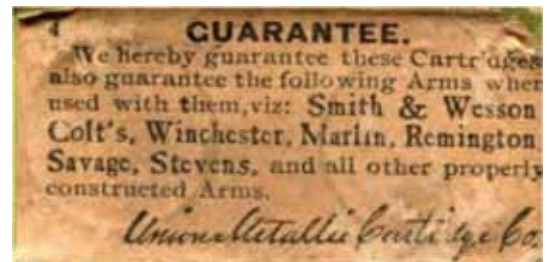 4
GUARANTEE.
We hereby guarantee these Cartridges
also guarantee the following Arms when
used with them, viz: Smith & Wesson
Colt's, Winchester, Marlin, Remington
Savage, Stevens, and all other properly
constructed Arms.
Union Metallic Cartridge Co.